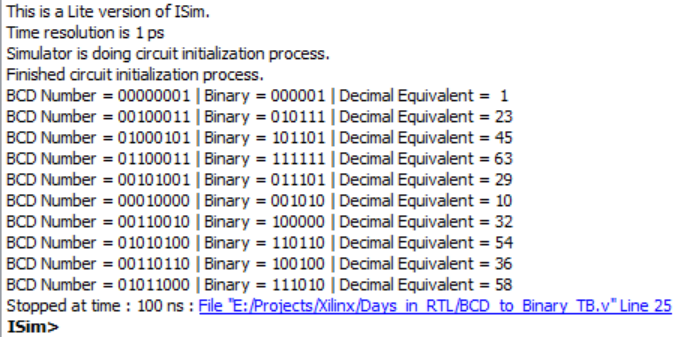 This is a Lite version of ISim.
Time resolution is 1 ps
Simulator is doing circuit initialization process.
Finished circuit initialization process.
BCD Number = 00000001 | Binary = 000001 | Decimal Equivalent =  1
BCD Number = 00100011 | Binary = 010111 | Decimal Equivalent = 23
BCD Number = 01000101 | Binary = 101101 | Decimal Equivalent = 45
BCD Number = 01100011 | Binary = 111111 | Decimal Equivalent = 63
BCD Number = 00101001 | Binary = 011101 | Decimal Equivalent = 29
BCD Number = 00010000 | Binary = 001010 | Decimal Equivalent = 10
BCD Number = 00110010 | Binary = 100000 | Decimal Equivalent = 32
BCD Number = 01010100 | Binary = 110110 | Decimal Equivalent = 54
BCD Number = 00110110 | Binary = 100100 | Decimal Equivalent = 36
BCD Number = 01011000 | Binary = 111010 | Decimal Equivalent = 58
Stopped at time : 100 ns : File "E:/Projects/Xilinx/Days_in_RTL/BCD_to_Binary_TB.v" Line 25
ISim>